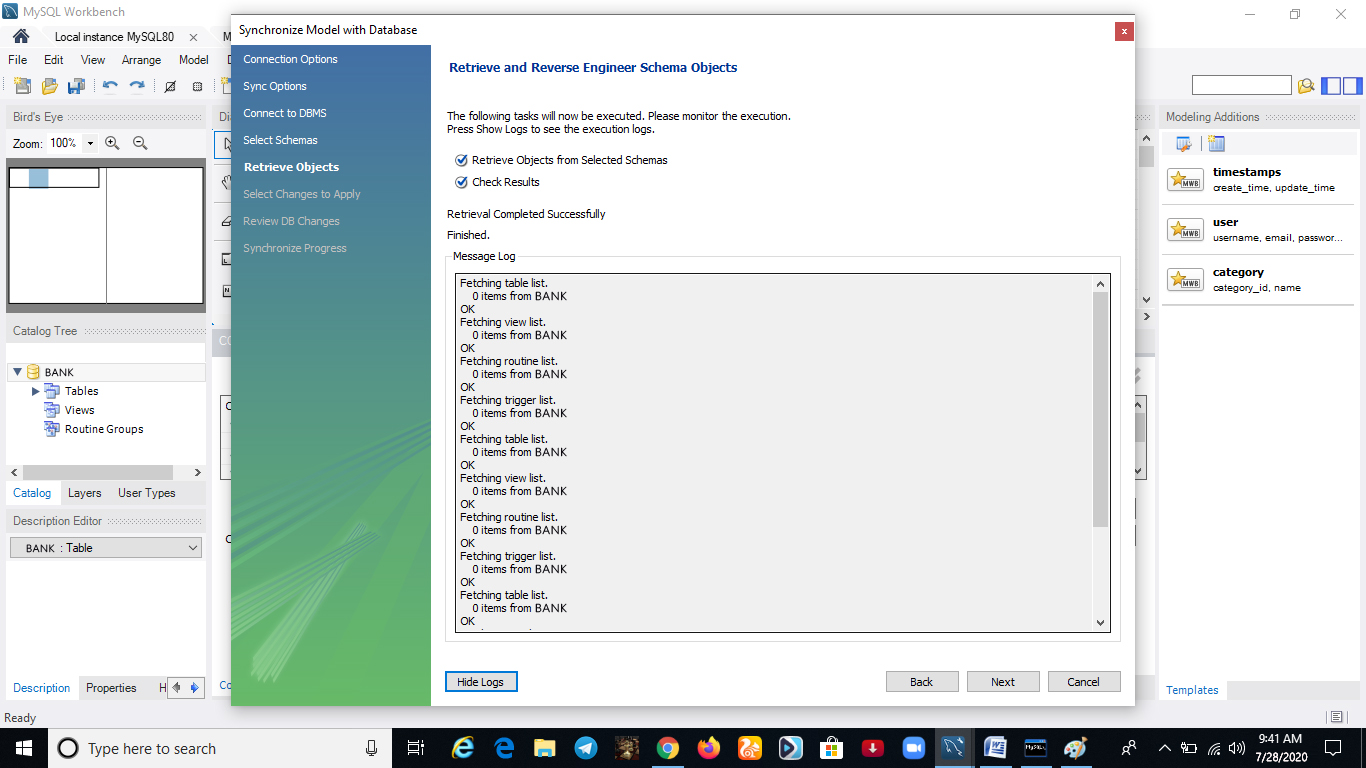 MySQL Workbench
Local instance MySQL80
File Edit View Arrange Model
Bird's Eye
Zoom: 100%
Catalog Tree
BANK
Tables
Views
Routine Groups
Catalog Layers User Types
Description Editor
BANK : Table
Description Properties H
Ready
Synchronize Model with Database
x
Connection Options
Sync Options
Connect to DBMS
Select Schemas
Retrieve Objects
Select Changes to Apply
Review DB Changes
Synchronize Progress
Retrieve and Reverse Engineer Schema Objects
The following tasks will now be executed. Please monitor the execution.
Press Show Logs to see the execution logs.
Retrieve Objects from Selected Schemas
Check Results
Retrieval Completed Successfully
Finished.
Message Log
Fetching table list.
0 items from BANK
OK
Fetching view list.
0 items from BANK
OK
Fetching routine list.
0 items from BANK
OK
Fetching trigger list.
0 items from BANK
OK
Fetching table list.
0 items from BANK
OK
Fetching view list.
0 items from BANK
OK
Fetching routine list.
0 items from BANK
OK
Fetching trigger list.
0 items from BANK
OK
Fetching table list.
0 items from BANK
OK
Hide Logs Back Next Cancel
Modeling Additions
MWB
timestamps
create_time, update_time
MWB
user
username, email, passwor...
MWB
category
category_id, name
Templates
Type here to search
MySQL
9:41 AM
7/28/2020